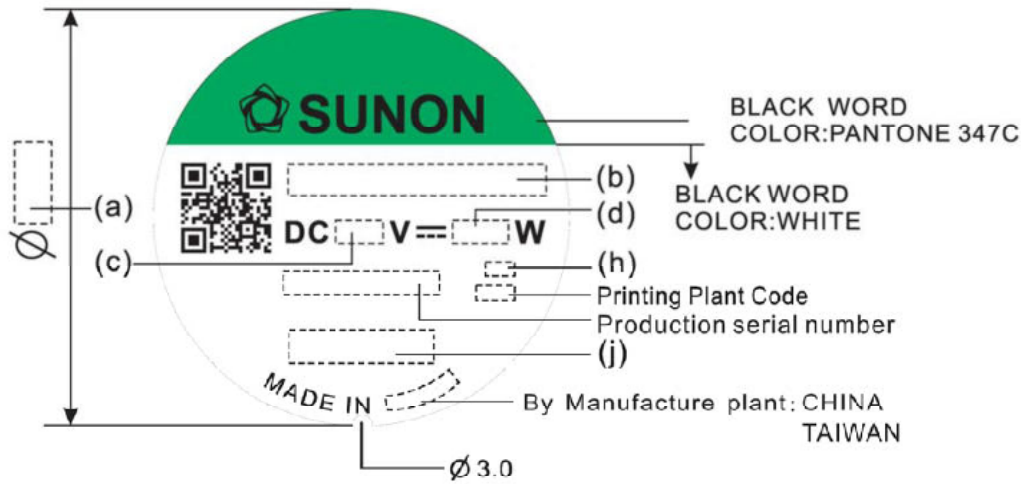 SUNON
BLACK WORD
COLOR:PANTONE 347C
BLACK WORD
COLOR:WHITE
(a)
(b)
DC V W
(d)
(c)
(h)
Printing Plant Code
Production serial number
(j)
MADE IN
By Manufacture plant: CHINA
TAIWAN
Ø
Ø 3.0